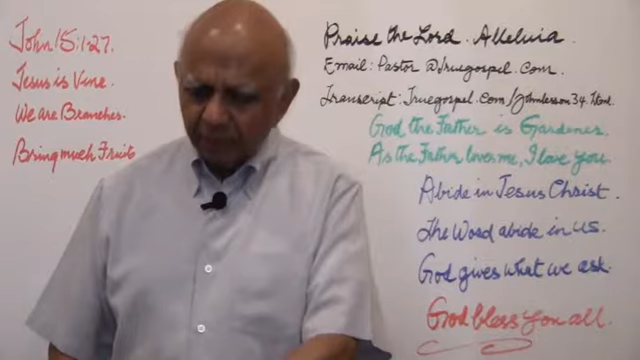 John 15:1-27.
Jesus is Vine.
We are Branches.
Bring much Fruits
Praise the Lord. Alleluia.
Email: Pastor@truegospel.com.
Transcript: Truegospel.com/
God the Father is Gardener.
As the Father loves me, I love you.
Abide in Jesus Christ.
The Word abide in us.
God gives what we ask.
God bless you all.